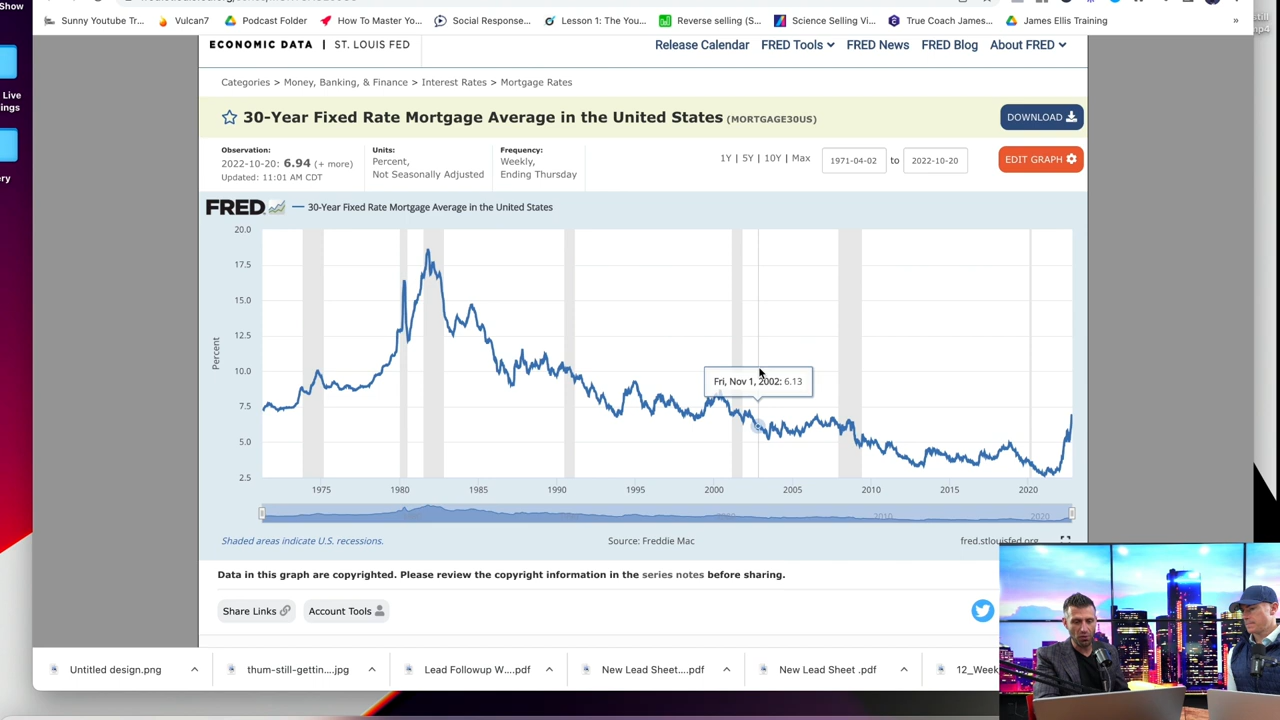 Show
Sunny Youtube Tr... Vulcan7 Podcast Folder How To Master Yo... Social Response... Lesson 1: The You... Reverse selling (S... Science Selling Vi... True Coach James... James Ellis Training »
ECONOMIC DATA | ST. LOUIS FED
Release Calendar FRED Tools FRED News FRED Blog About FRED
Categories > Money, Banking, & Finance > Interest Rates > Mortgage Rates
30-Year Fixed Rate Mortgage Average in the United States (MORTGAGE30US)
DOWNLOAD
Observation:
2022-10-20: 6.94 (+ more)
Updated: 11:01 AM CDT
Units:
Percent,
Not Seasonally Adjusted
Frequency:
Weekly,
Ending Thursday
1Y | 5Y | 10Y | Max
1971-04-02 to 2022-10-20
EDIT GRAPH
FRED
30-Year Fixed Rate Mortgage Average in the United States
20.0
17.5
15.0
12.5
10.0
7.5
5.0
2.5
Percent
Fri, Nov 1, 2002: 6.13
1975 1980 1985 1990 1995 2000 2005 2010 2015 2020
2000 2010 2020
Shaded areas indicate U.S. recessions.
Source: Freddie Mac
fred.stlouisfed.org
Data in this graph are copyrighted. Please review the copyright information in the series notes before sharing.
Share Links
Account Tools
Live
ings
ery
Untitled design.png thum-still-gettin....jpg Lead Followup W....pdf New Lead Sheet....pdf New Lead Sheet .pdf 12_Week